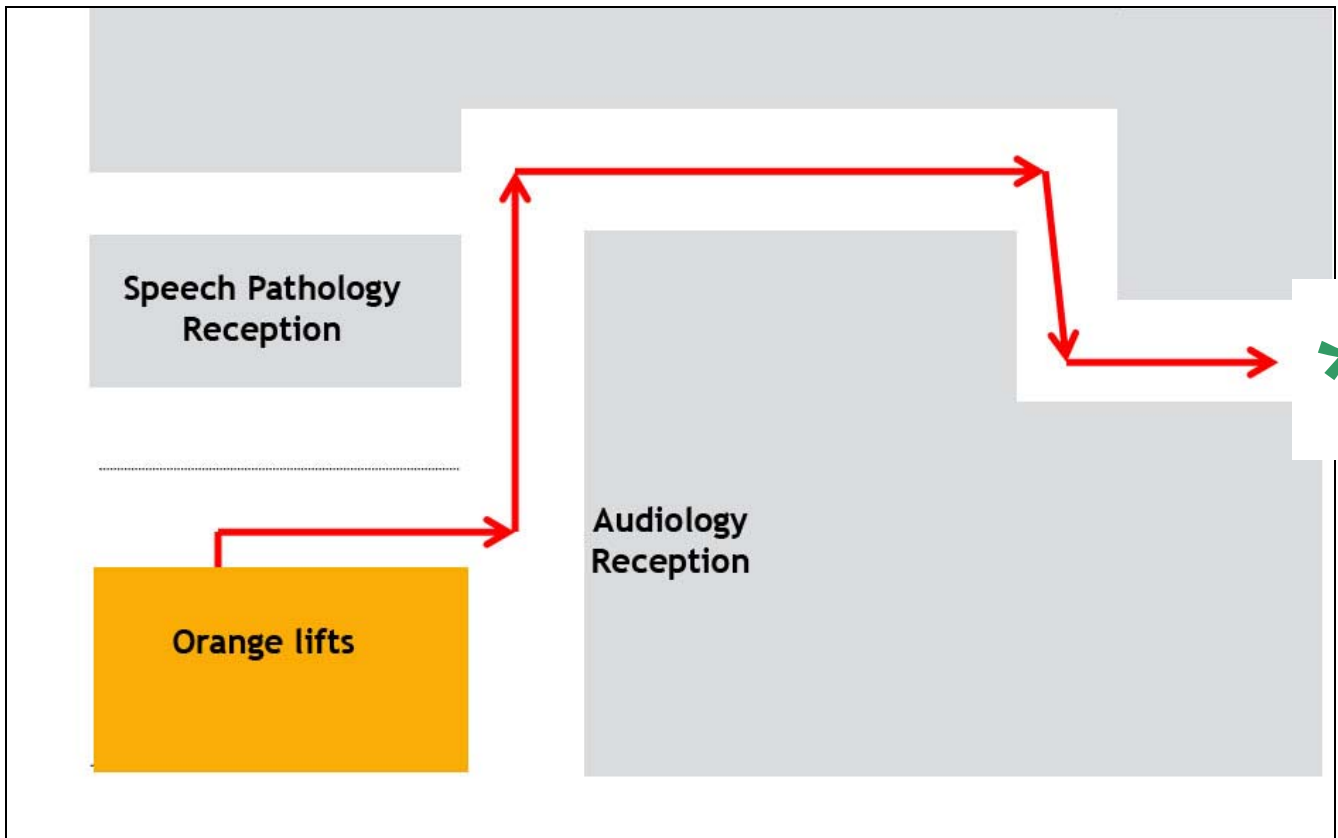 Speech Pathology
Reception
Audiology
Reception
Orange lifts